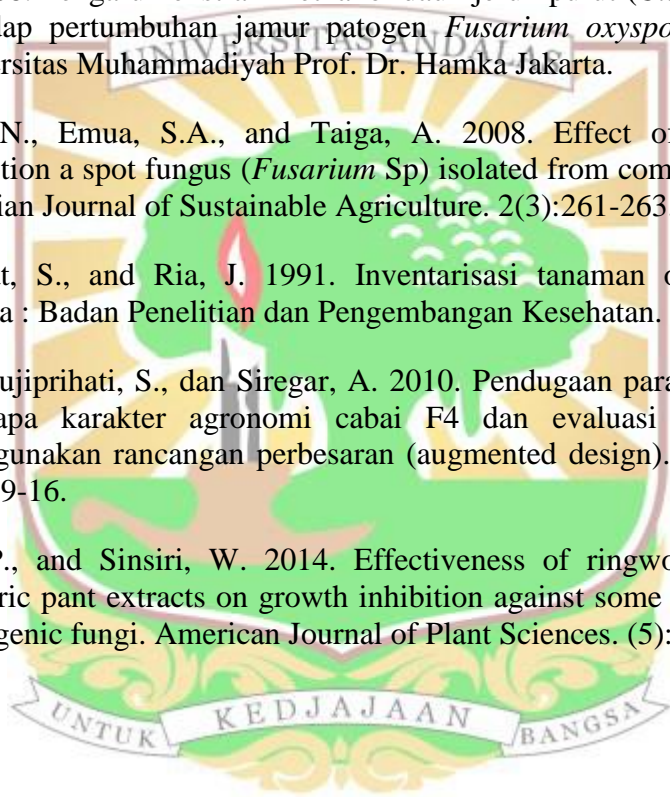 lap pertumbuhan jamur patogen Fusarium oxyspo
UNIVERSITAS ANDALAS
ersitas Muhammadiyah Prof. Dr. Hamka Jakarta.
N., Emua, S.A., and Taiga, A. 2008. Effect of
tion a spot fungus (Fusarium Sp) isolated from com
ian Journal of Sustainable Agriculture. 2(3):261-263
t, S., and Ria, J. 1991. Inventarisasi tanaman o
a : Badan Penelitian dan Pengembangan Kesehatan.
ujiprihati, S., dan Siregar, A. 2010. Pendugaan para
apa karakter agronomi cabai F4 dan evaluasi
gunakan rancangan perbesaran (augmented design).
9-16.
P., and Sinsiri, W. 2014. Effectiveness of ringwo
ric pant extracts on growth inhibition against some
genic fungi. American Journal of Plant Sciences. (5):
UNTUK KEDJAJAAN BANGSA